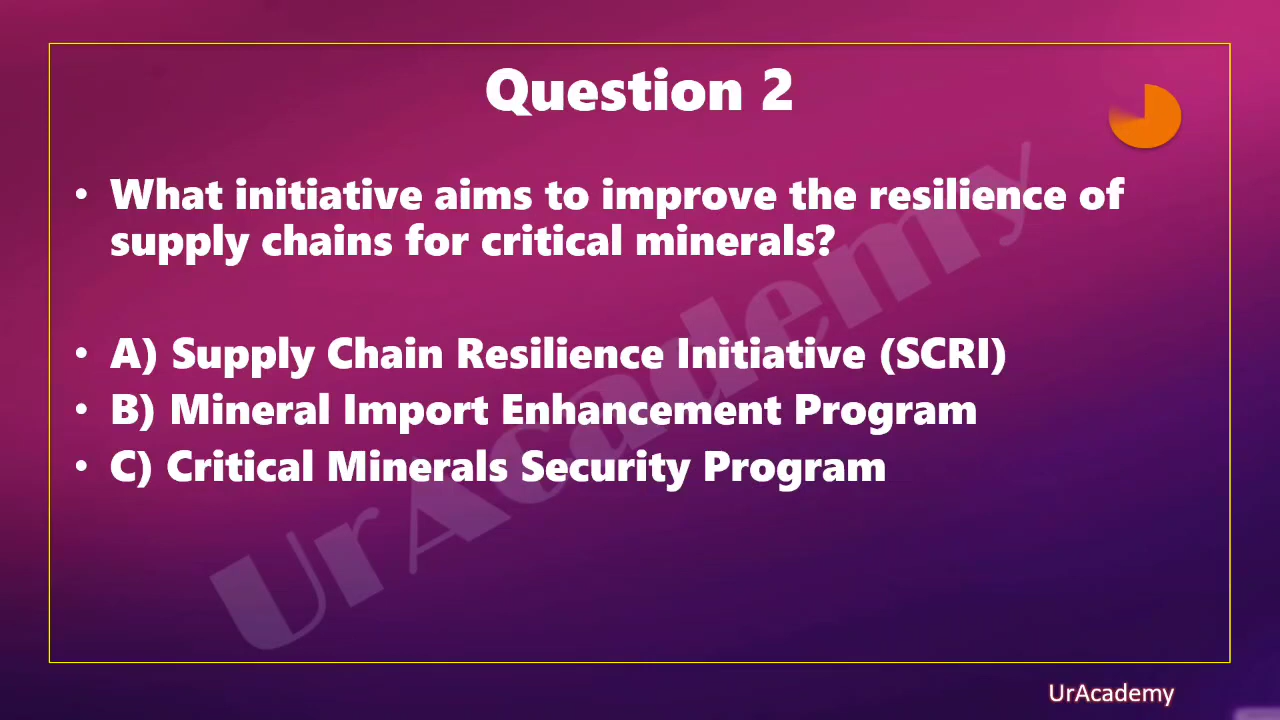 Question 2
• What initiative aims to improve the resilience of
supply chains for critical minerals?
• A) Supply Chain Resilience Initiative (SCRI)
• B) Mineral Import Enhancement Program
• C) Critical Minerals Security Program
UrAcademy
UrAcademy